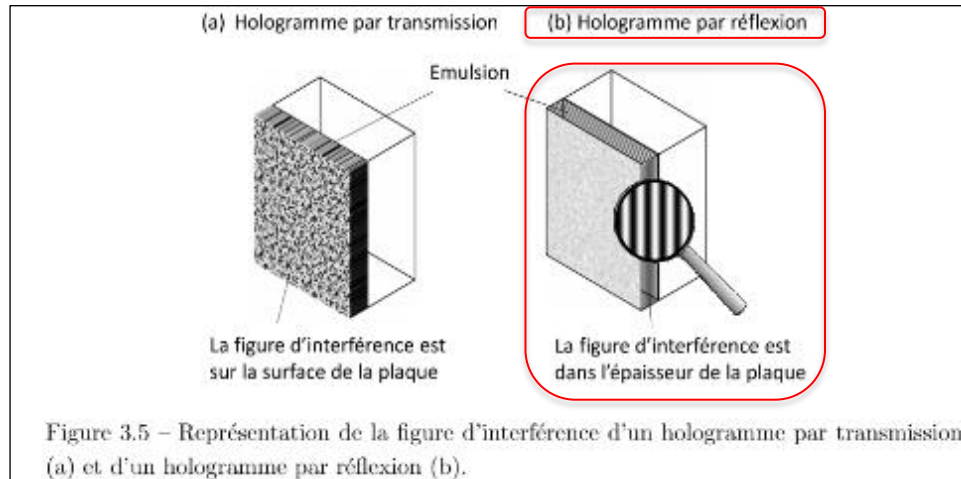 (a) Hologramme par transmission
(b) Hologramme par réflexion
Emulsion
La figure d'interférence est
sur la surface de la plaque
La figure d'interférence est
dans l'épaisseur de la plaque
Figure 3.5 – Représentation de la figure d'interférence d'un hologramme par transmission
(a) et d'un hologramme par réflexion (b).